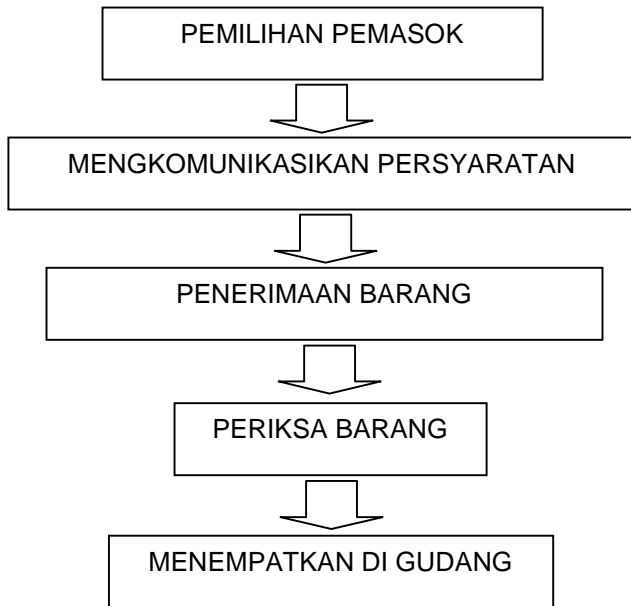 PEMILIHAN PEMASOK
MENGKOMUNIKASIKAN PERSYARATAN
PENERIMAAN BARANG
PERIKSA BARANG
MENEMPATKAN DI GUDANG